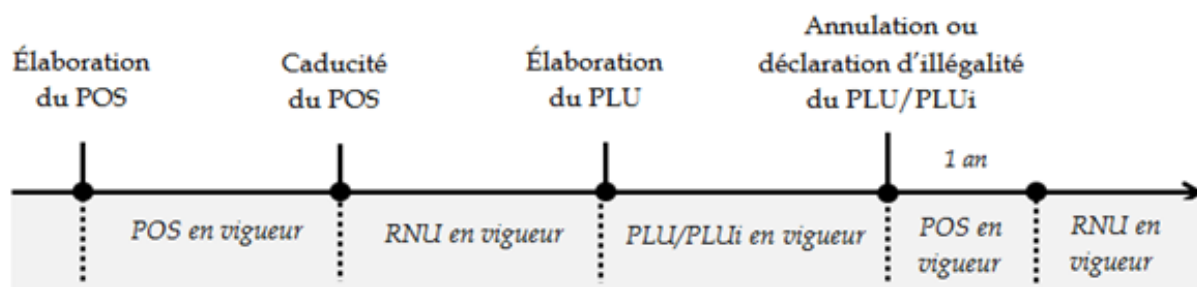 Élaboration
du POS
Caducité
du POS
Élaboration
du PLU
Annulation ou
déclaration d'illégalité
du PLU/PLUi
1 an
POS en vigueur
RNU en vigueur
PLU/PLUi en vigueur
POS en
vigueur
RNU en
vigueur